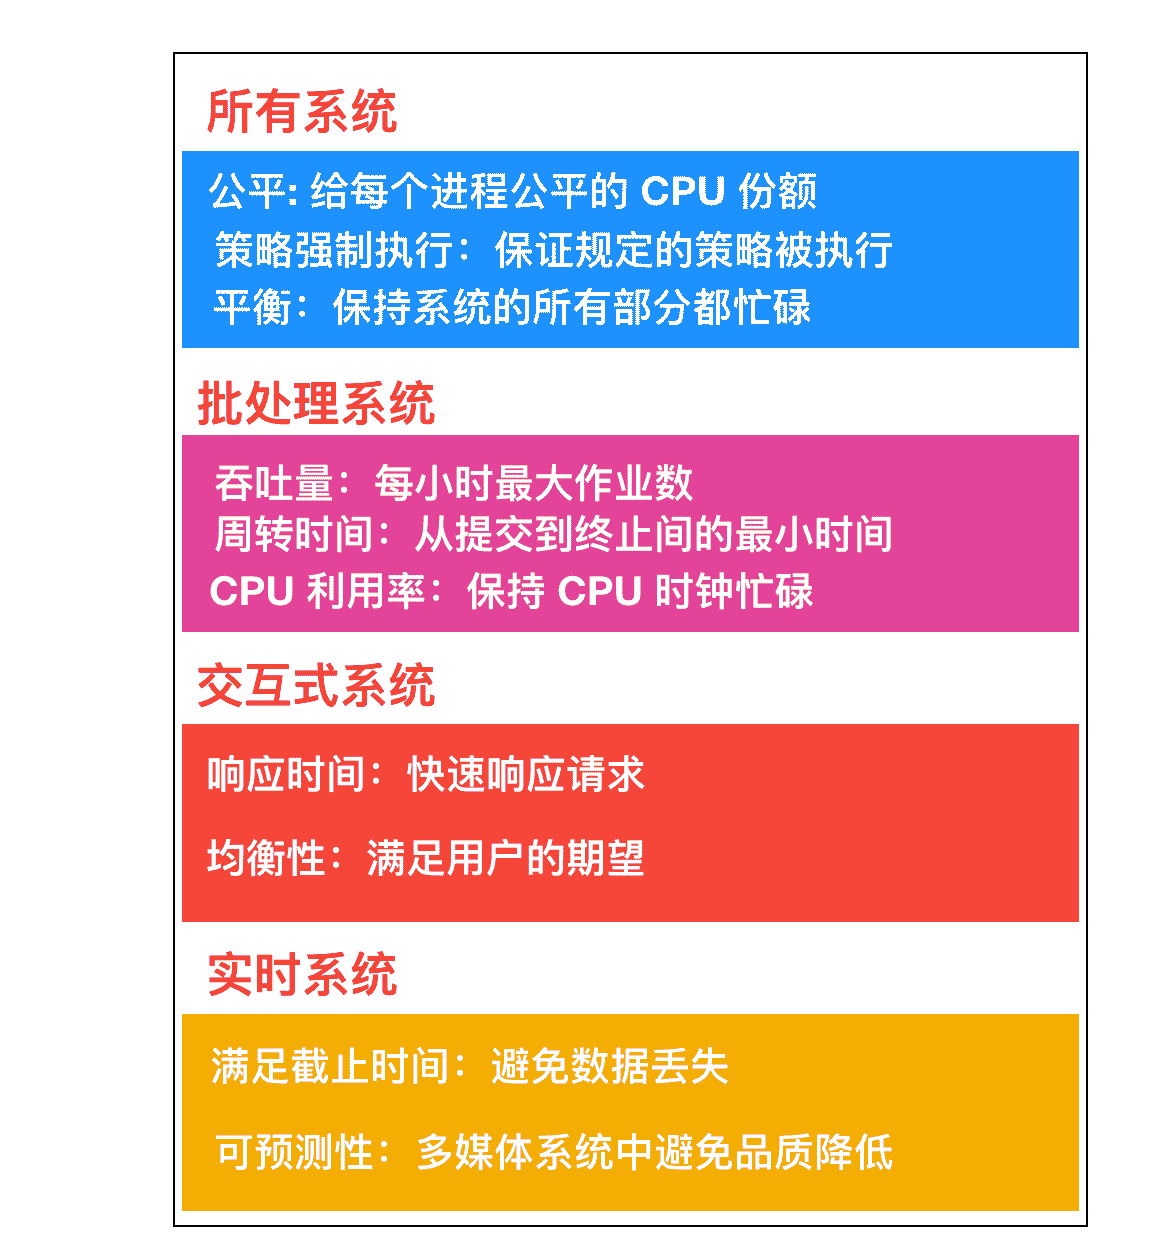 所有系统
公平: 给每个进程公平的 CPU 份额
策略强制执行：保证规定的策略被执行
平衡：保持系统的所有部分都忙碌
批处理系统
吞吐量：每小时最大作业数
周转时间：从提交到终止间的最小时间
CPU 利用率：保持 CPU 时钟忙碌
交互式系统
响应时间：快速响应请求
均衡性：满足用户的期望
实时系统
满足截止时间：避免数据丢失
可预测性：多媒体系统中避免品质降低